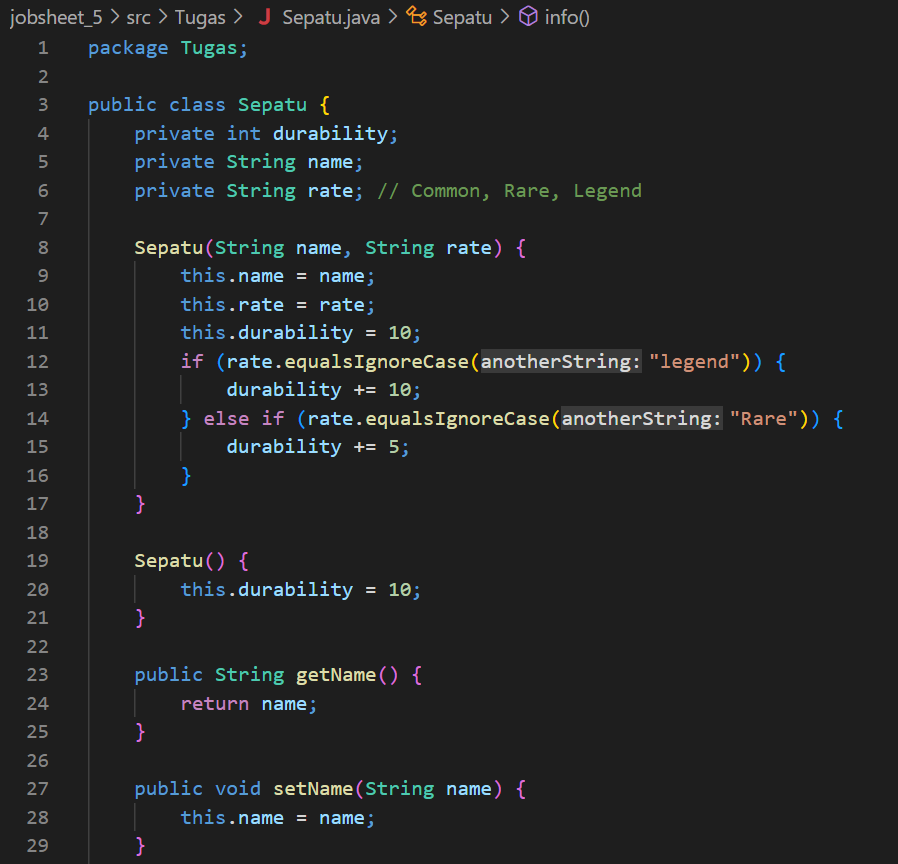 jobsheet_5 > src > Tugas > J Sepatu.java > Sepatu > info()
1 package Tugas;
2
3 public class Sepatu {
4 private int durability;
5 private String name;
6 private String rate; // Common, Rare, Legend
7
8 Sepatu(String name, String rate) {
9 this.name = name;
10 this.rate = rate;
11 this.durability = 10;
12 if (rate.equalsIgnoreCase(anotherString: "legend")) {
13 durability += 10;
14 } else if (rate.equalsIgnoreCase(anotherString: "Rare")) {
15 durability += 5;
16 }
17 }
18
19 Sepatu() {
20 this.durability = 10;
21 }
22
23 public String getName() {
24 return name;
25 }
26
27 public void setName(String name) {
28 this.name = name;
29 }